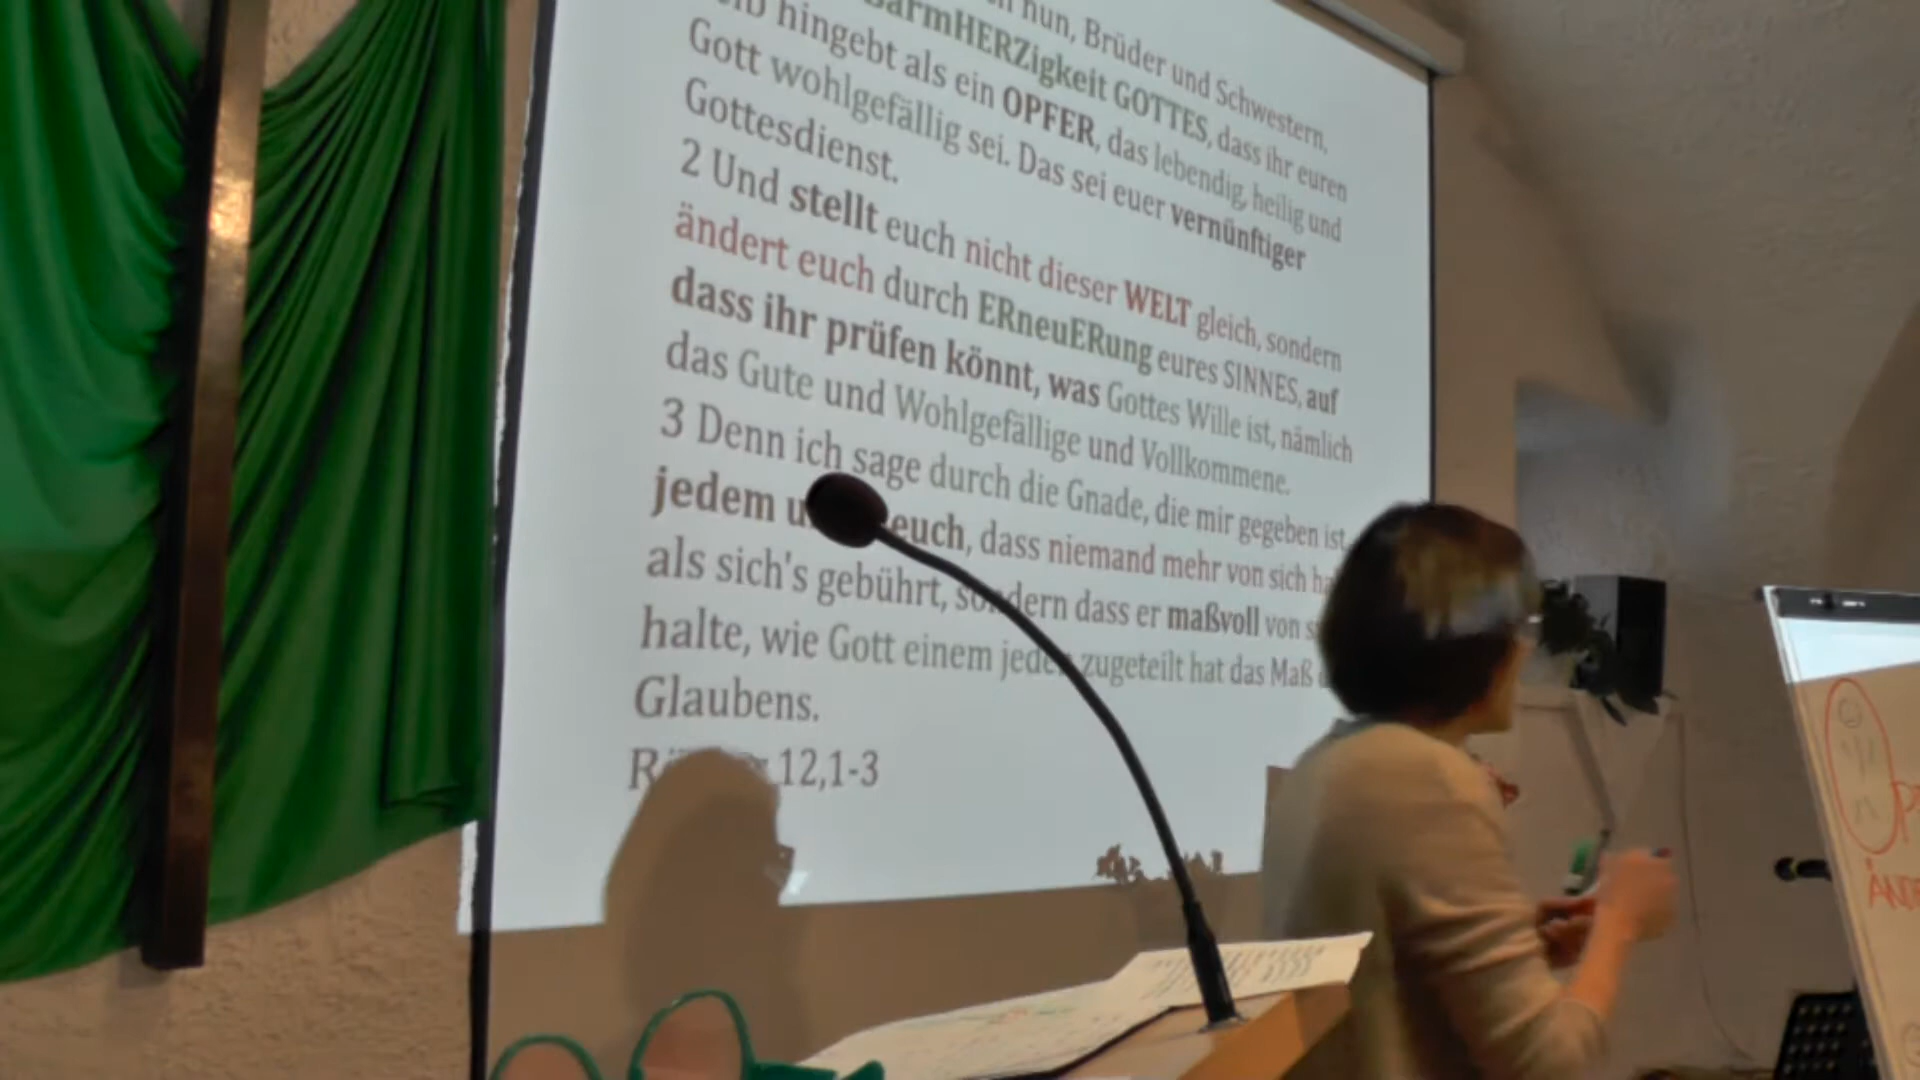 nun, Brüder und Schwestern,
BarmHERZigkeit GOTTES, dass ihr euren
hingebt als ein OPFER, das lebendig, heilig und
Gott wohlgefällig sei. Das sei euer vernünftiger
Gottesdienst.
2 Und stellt euch nicht dieser WELT gleich, sondern
ändert euch durch ERneuERung eures SINNES, auf
dass ihr prüfen könnt, was Gottes Wille ist, nämlich
das Gute und Wohlgefällige und Vollkommene.
3 Denn ich sage durch die Gnade, die mir gegeben ist,
jedem euch, dass niemand mehr von sich
als sich's gebührt, sondern dass er maßvoll von
halte, wie Gott einem jeden zugeteilt hat das Maß
Glaubens.
12,1-3